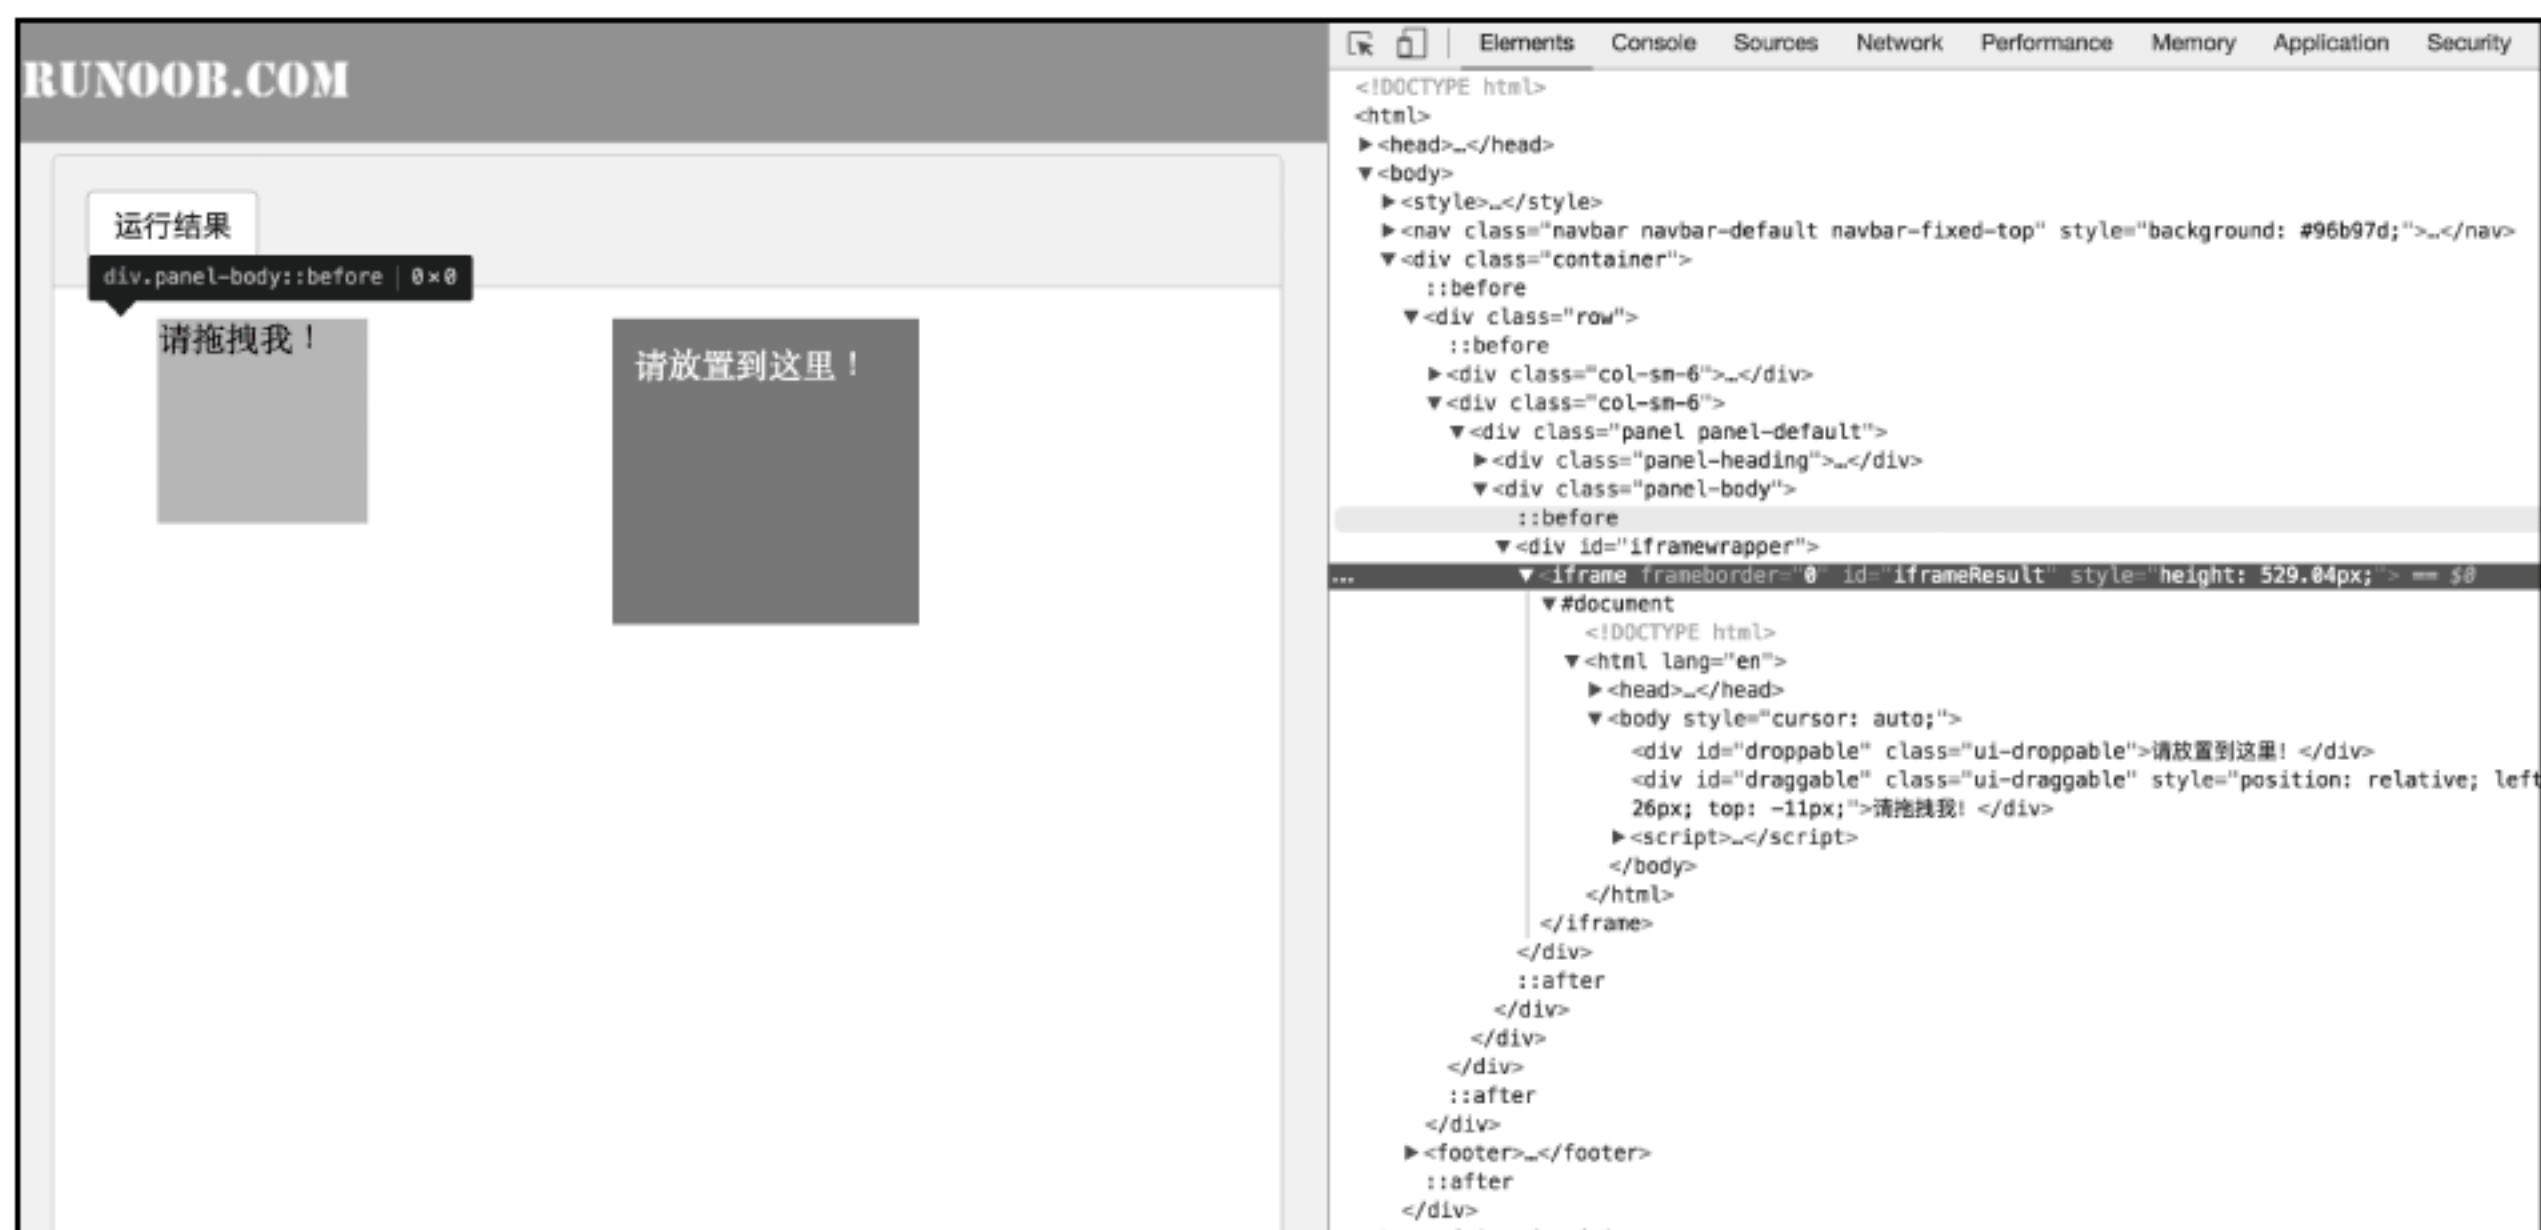 RUNOOB.COM
运行结果
div.panel-body::before | 0×0
请拖拽我！
请放置到这里！
Elements Console Sources Network Performance Memory Application Security
<!DOCTYPE html>
<html>
▶<head>…</head>
▼<body>
▶<style>…</style>
▶<nav class="navbar navbar-default navbar-fixed-top" style="background: #96b97d;">…</nav>
▼<div class="container">
::before
▼<div class="row">
::before
▶<div class="col-sm-6">…</div>
▼<div class="col-sm-6">
▼<div class="panel panel-default">
▶<div class="panel-heading">…</div>
▼<div class="panel-body">
::before
▼<div id="iframewrapper">
… ▼<iframe frameborder="0" id="iframeResult" style="height: 529.04px;"> == $0
▼#document
<!DOCTYPE html>
▼<html lang="en">
▶<head>…</head>
▼<body style="cursor: auto;">
<div id="droppable" class="ui-droppable">请放置到这里! </div>
<div id="draggable" class="ui-draggable" style="position: relative; left
26px; top: -11px;">请拖拽我! </div>
▶<script>…</script>
</body>
</html>
</iframe>
</div>
::after
</div>
</div>
</div>
::after
</div>
▶<footer>…</footer>
::after
</div>